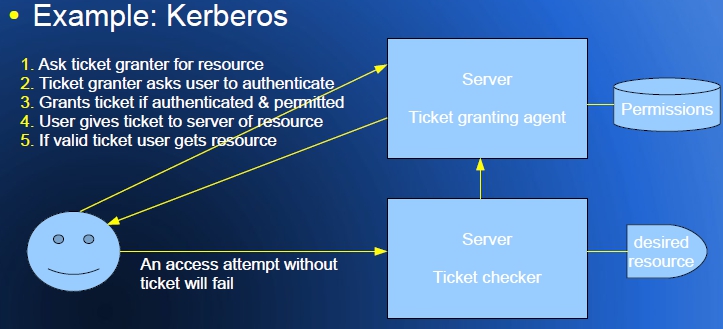 • Example: Kerberos
1. Ask ticket granter for resource
2. Ticket granter asks user to authenticate
3. Grants ticket if authenticated & permitted
4. User gives ticket to server of resource
5. If valid ticket user gets resource
Server
Ticket granting agent
Permissions
An access attempt without
ticket will fail
Server
Ticket checker
desired
resource